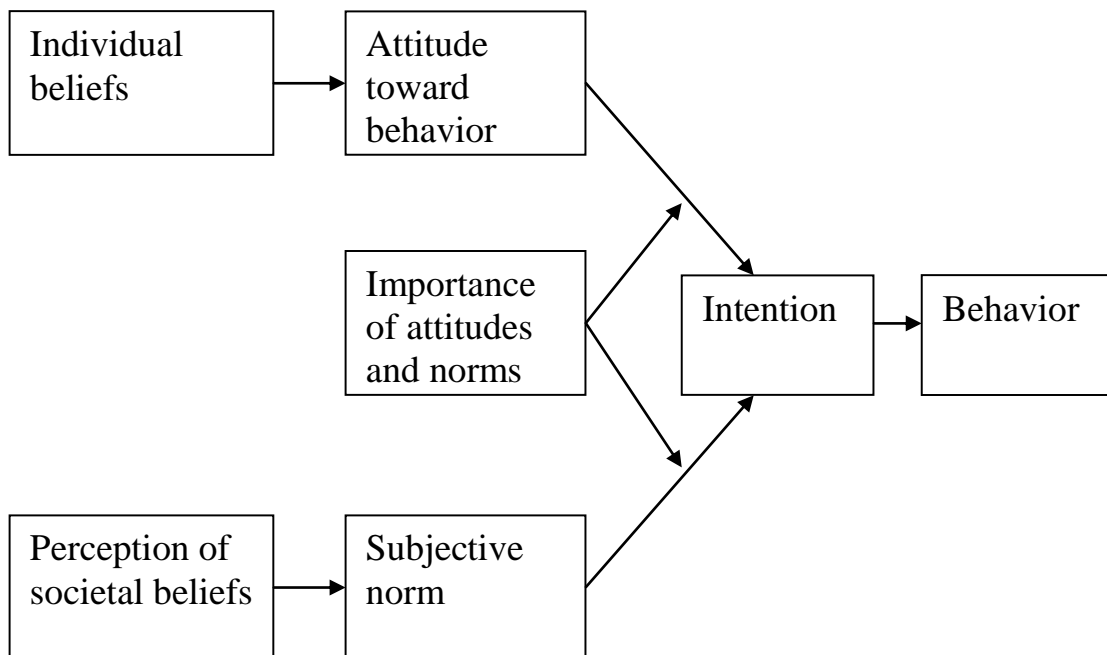 Individual
beliefs
Attitude
toward
behavior
Importance
of attitudes
and norms
Intention
Behavior
Perception of
societal beliefs
Subjective
norm